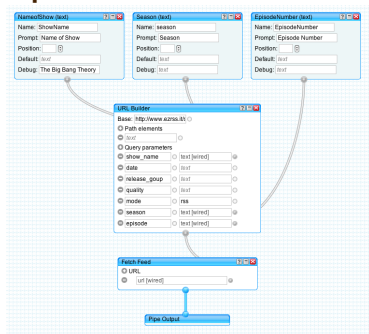 NameofShow (text)
Name: ShowName
Prompt: Name of Show
Position:
Default: text
Debug: The Big Bang Theory
Season (text)
Name: season
Prompt: Season
Position:
Default: text
Debug: text
EpisodeNumber (text)
Name: EpisodeNumber
Prompt: Episode Number
Position:
Default: text
Debug: text
URL Builder
Base: http://www.ezrss.it/
Path elements
text
Query parameters
show_name text [wired]
date text
release_goup text
quality text
mode rss
season text [wired]
episode text [wired]
Fetch Feed
URL
url [wired]
Pipe Output